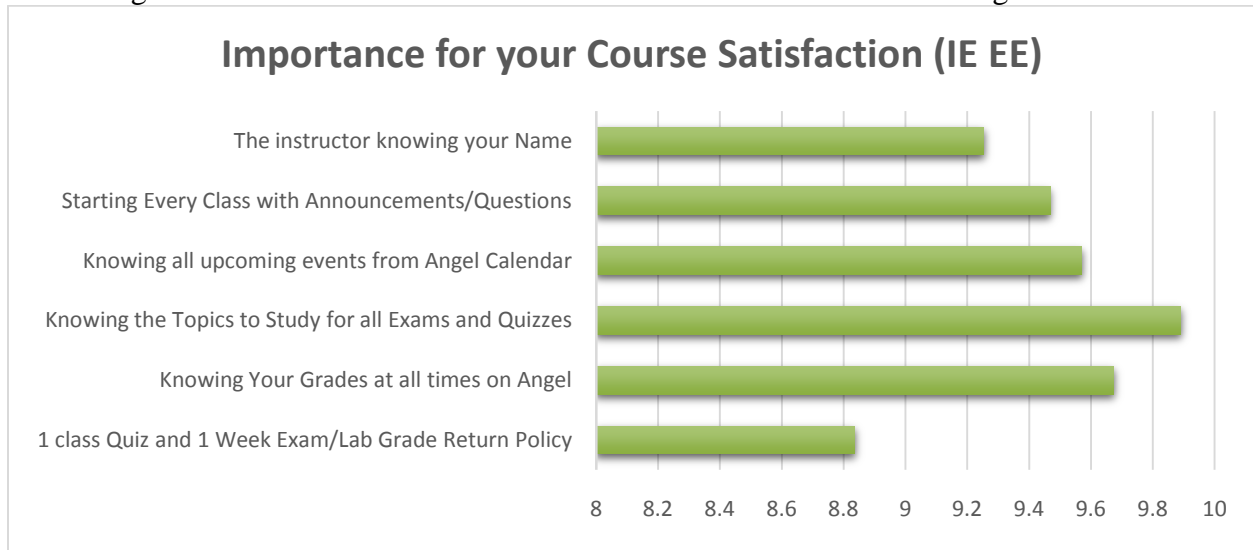 Importance for your Course Satisfaction (IE EE)
The instructor knowing your Name
Starting Every Class with Announcements/Questions
Knowing all upcoming events from Angel Calendar
Knowing the Topics to Study for all Exams and Quizzes
Knowing Your Grades at all times on Angel
1 class Quiz and 1 Week Exam/Lab Grade Return Policy
8 8.2 8.4 8.6 8.8 9 9.2 9.4 9.6 9.8 10